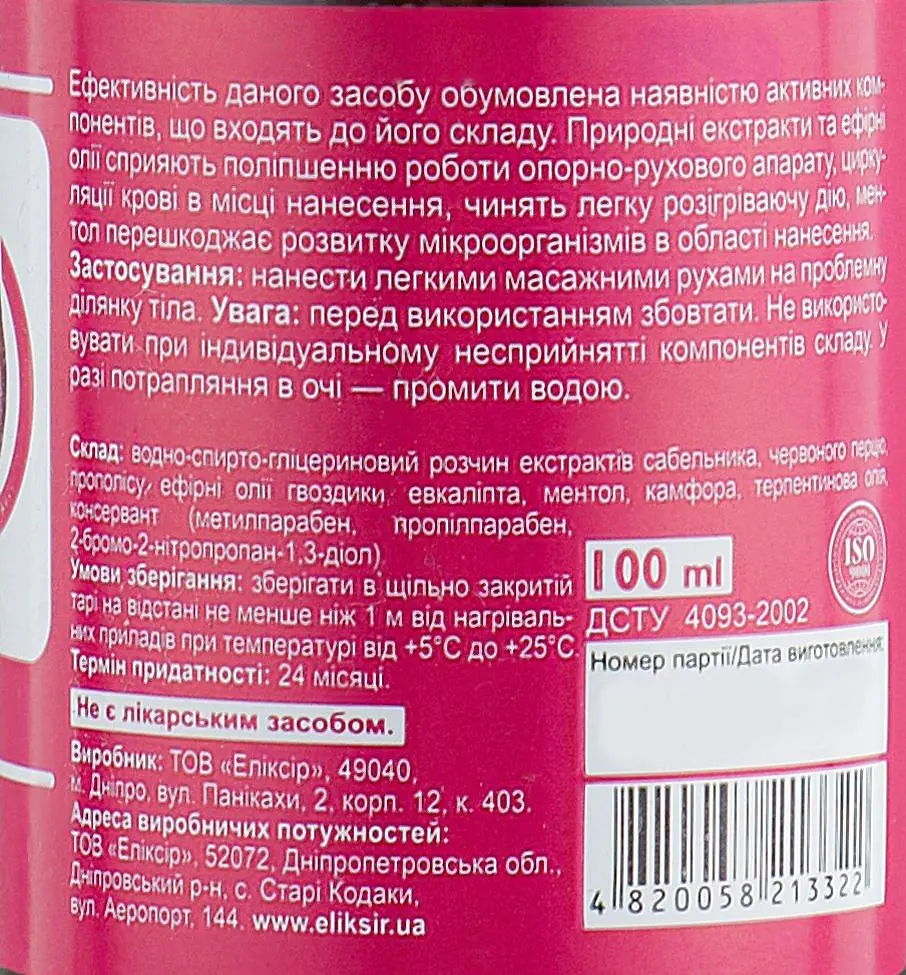 Ефективність даного засобу обумовлена наявністю активних ком-
понентів, що входять до його складу. Природні екстракти та ефірні
олії сприяють поліпшенню роботи опорно-рухового апарату, цирку-
ляції крові в місці нанесення, чинять легку розігріваючу дію, мен-
тол перешкоджає розвитку мікроорганізмів в області нанесення.
Застосування: нанести легкими масажними рухами на проблемну
ділянку тіла. Увага: перед використанням збовтати. Не використо-
вувати при індивідуальному несприйнятті компонентів складу. У
разі потрапляння в очі — промити водою.
Склад: водно-спирто-гліцериновий розчин екстрактів сабельника, червоного перцю,
прополісу, ефірні олії гвоздики, евкаліпта, ментол, камфора, терпентинова олія,
консервант (метилпарабен, пропілпарабен,
2-бромо-2-нітропропан-1,3-діол)
Умови зберігання: зберігати в щільно закритій
тарі на відстані не менше ніж 1 м від нагріваль-
них приладів при температурі від +5°С до +25°С.
Термін придатності: 24 місяці.
Не є лікарським засобом.
Виробник: ТОВ «Еліксір», 49040,
м. Дніпро, вул. Панікахи, 2, корп. 12, к. 403.
Адреса виробничих потужностей:
ТОВ «Еліксір», 52072, Дніпропетровська обл.,
Дніпровський р-н, с. Старі Кодаки,
вул. Аеропорт, 144. www.eliksir.ua
100 ml
ISO
ДСТУ 4093-2002
Номер партії/Дата виготовлення:
4 820058 213322